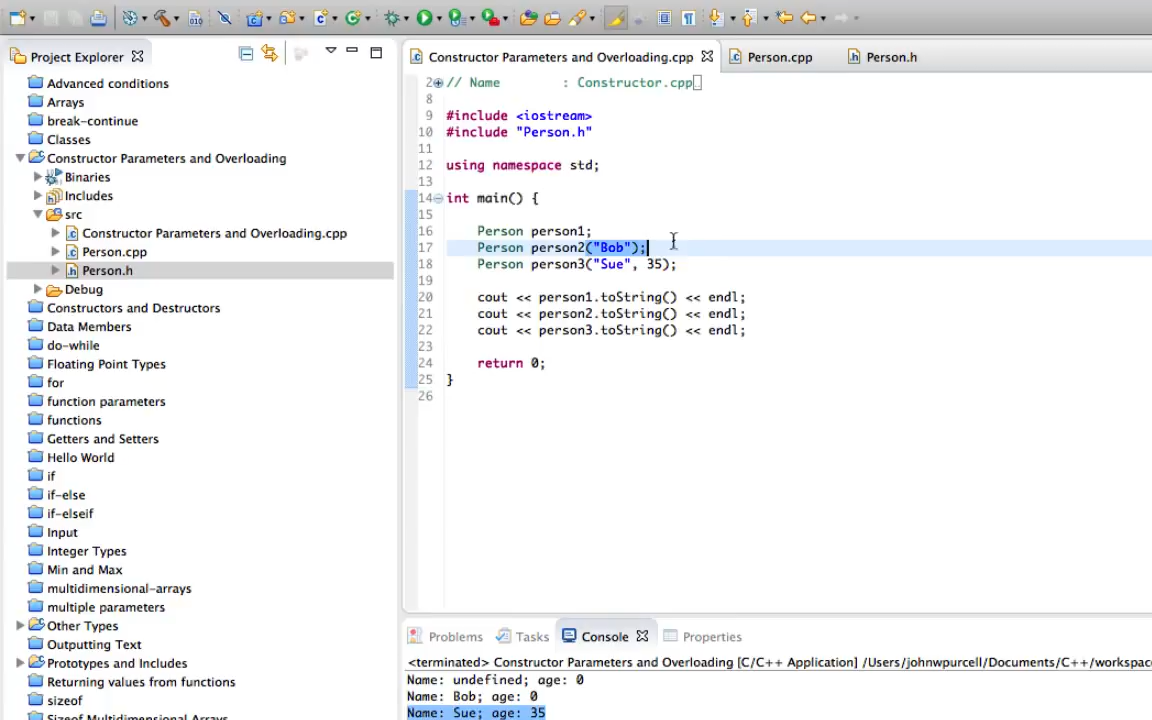 Project Explorer
Advanced conditions
Arrays
break-continue
Classes
Constructor Parameters and Overloading
Binaries
Includes
src
Constructor Parameters and Overloading.cpp
Person.cpp
Person.h
Debug
Constructors and Destructors
Data Members
do-while
Floating Point Types
for
function parameters
functions
Getters and Setters
Hello World
if
if-else
if-elseif
Input
Integer Types
Min and Max
multidimensional-arrays
multiple parameters
Other Types
Outputting Text
Prototypes and Includes
Returning values from functions
sizeof
Sizeof Multidimensional Arrays
Constructor Parameters and Overloading.cpp Person.cpp Person.h
2 // Name : Constructor.cpp
8
9 #include <iostream>
10 #include "Person.h"
11
12 using namespace std;
13
14 int main() {
15
16 Person person1;
17 Person person2("Bob");
18 Person person3("Sue", 35);
19
20 cout << person1.toString() << endl;
21 cout << person2.toString() << endl;
22 cout << person3.toString() << endl;
23
24 return 0;
25 }
26
Problems Tasks Console Properties
<terminated> Constructor Parameters and Overloading [C/C++ Application] /Users/johnwpurcell/Documents/C++/workspac
Name: undefined; age: 0
Name: Bob; age: 0
Name: Sue; age: 35